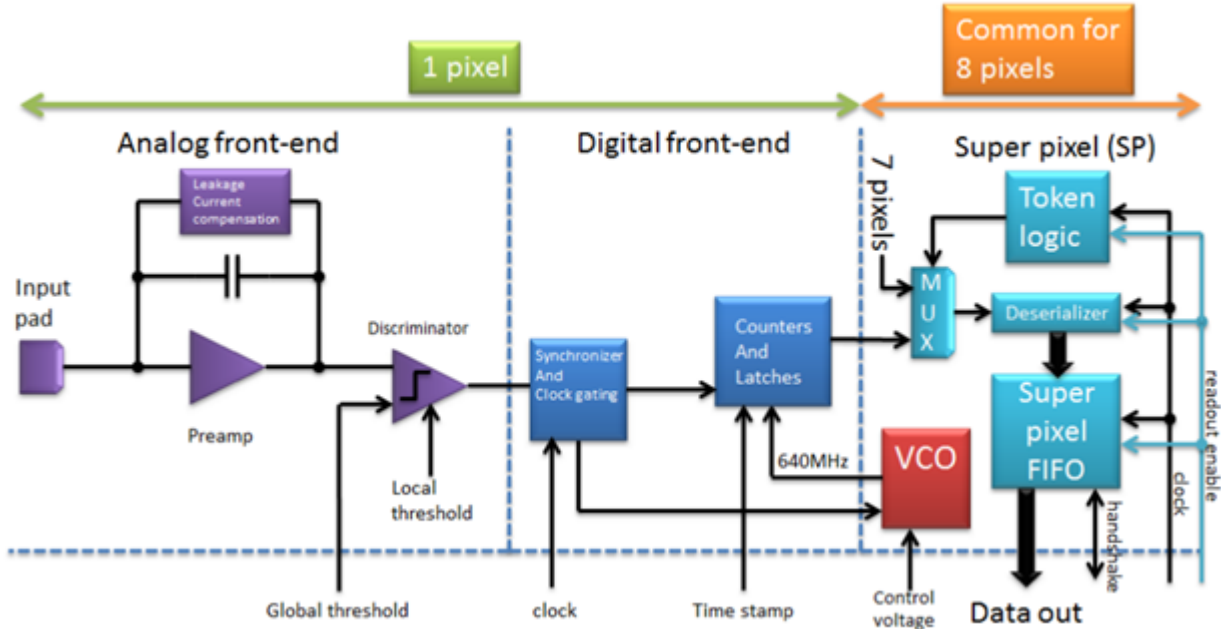 1 pixel
Common for
8 pixels
Analog front-end
Digital front-end
Super pixel (SP)
Leakage
Current
compensation
7 pixels
Token
logic
Input
pad
Discriminator
M
U
X
Deserializer
Synchronizer
And
Clock gating
Counters
And
Latches
Preamp
Super
pixel
FIFO
readout enable
640MHz
VCO
Local
threshold
clock
handshake
Global threshold
clock
Time stamp
Control
voltage
Data out